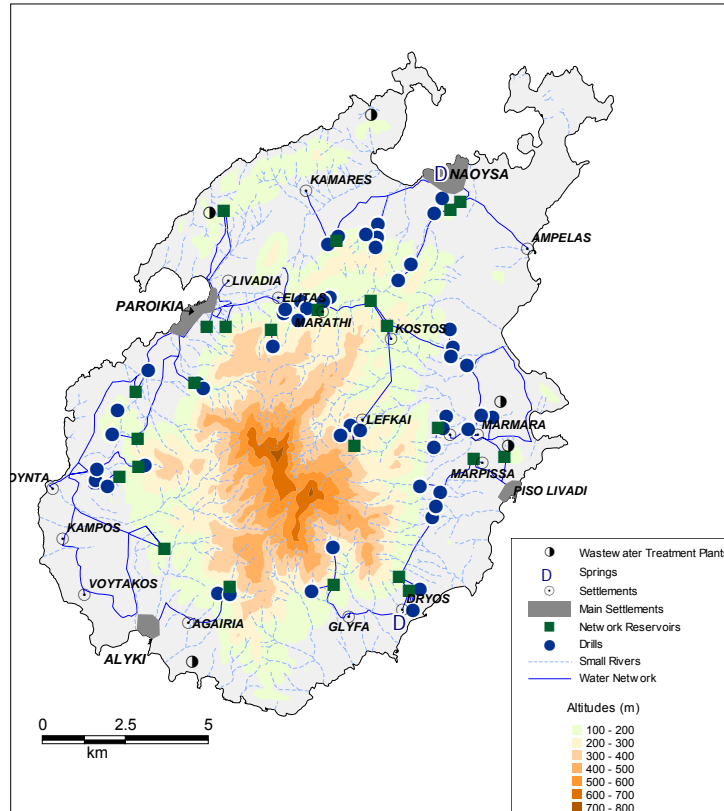 D NAOYSA
KAMARES
AMPELAS
LIVADIA
ELITAS
PAROIKIA
MARATHI
KOSTOS
LEFKAI
MARMARA
MARPISSA
OYNTA
PISO LIVADI
KAMPOS
VOYTAKOS
DRYOS
GLYFA
D
AGAIRIA
ALYKI
0 2.5 5
km
Wastewater Treatment Plants
D Springs
Settlements
Main Settlements
Network Reservoirs
Drills
Small Rivers
Water Network
Altitudes (m)
100 - 200
200 - 300
300 - 400
400 - 500
500 - 600
600 - 700
700 - 800